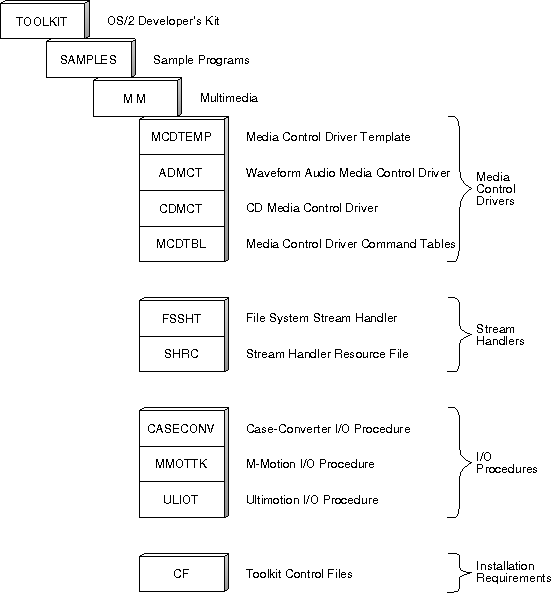 TOOLKIT OS/2 Developer's Kit
SAMPLES Sample Programs
MM Multimedia
MCDTEMP Media Control Driver Template
ADMCT Waveform Audio Media Control Driver
CDMCT CD Media Control Driver
MCDTBL Media Control Driver Command Tables
Media
Control
Drivers
FSSHT File System Stream Handler
SHRC Stream Handler Resource File
Stream
Handlers
CASECONV Case-Converter I/O Procedure
MMOTTK M-Motion I/O Procedure
ULIOT Ultimotion I/O Procedure
I/O
Procedures
CF Toolkit Control Files
Installation
Requirements